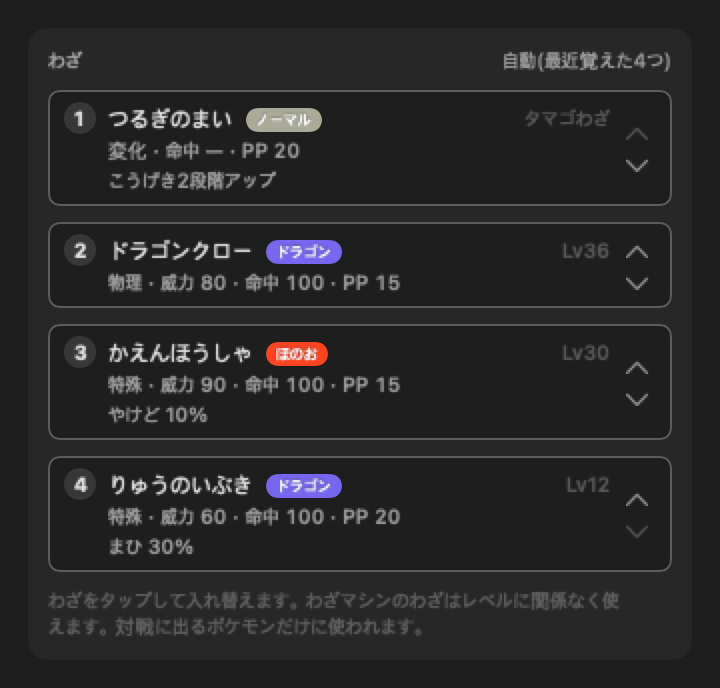 わざ 自動(最近覚えた4つ)
1 つるぎのまい ノーマル タマゴわざ
変化・命中 —・PP 20
こうげき2段階アップ
2 ドラゴンクロー ドラゴン Lv36
物理・威力 80・命中 100・PP 15
3 かえんほうしゃ ほのお Lv30
特殊・威力 90・命中 100・PP 15
やけど 10%
4 りゅうのいぶき ドラゴン Lv12
特殊・威力 60・命中 100・PP 20
まひ 30%
わざをタップして入れ替えます。わざマシンのわざはレベルに関係なく使
えます。対戦に出るポケモンだけに使われます。